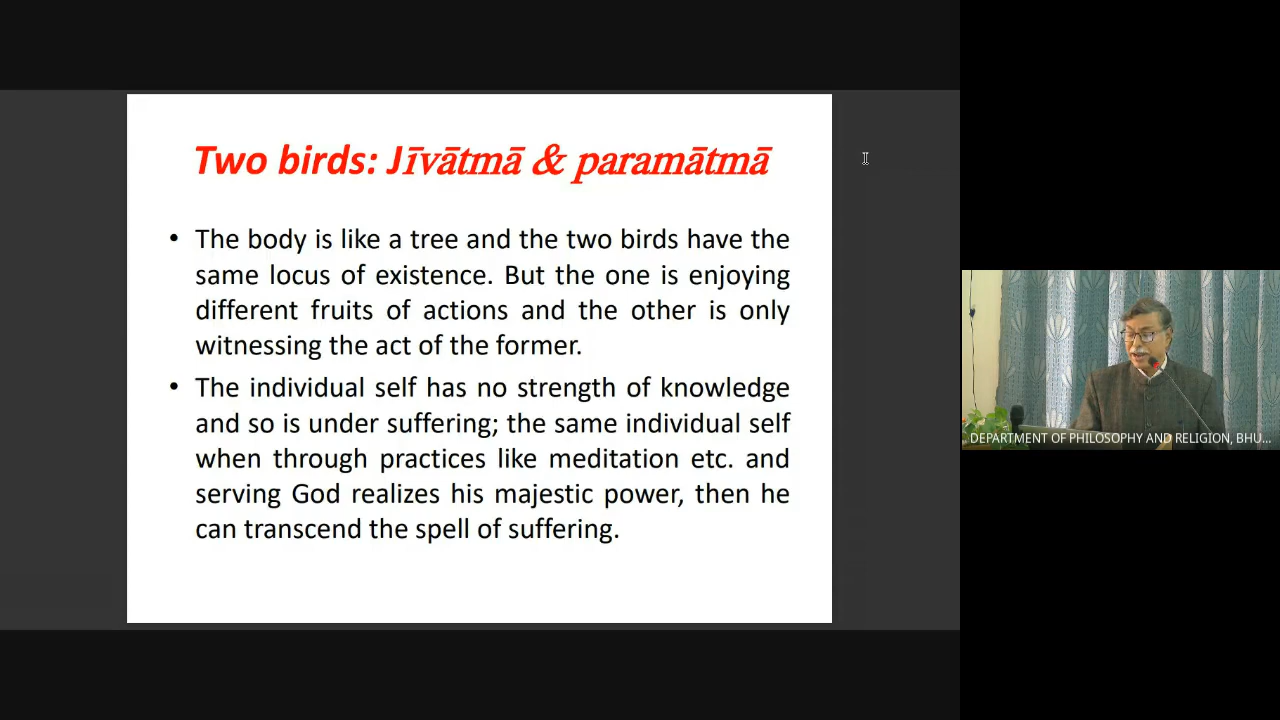 Two birds: Jīvātmā & paramātmā
• The body is like a tree and the two birds have the
same locus of existence. But the one is enjoying
different fruits of actions and the other is only
witnessing the act of the former.
• The individual self has no strength of knowledge
and so is under suffering; the same individual self
when through practices like meditation etc. and
serving God realizes his majestic power, then he
can transcend the spell of suffering.
DEPARTMENT OF PHILOSOPHY AND RELIGION, BHU...